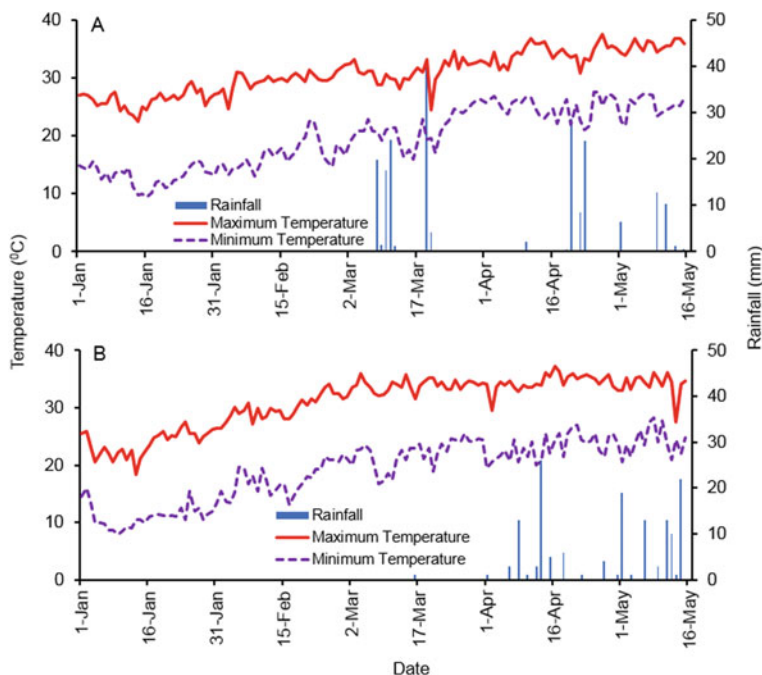 A
40
30
20
10
0
50
40
30
20
10
0
Rainfall
Maximum Temperature
Minimum Temperature
1-Jan
16-Jan
31-Jan
15-Feb
2-Mar
17-Mar
1-Apr
16-Apr
1-May
16-May
Temperature (⁰C)
Rainfall (mm)
B
40
30
20
10
0
50
40
30
20
10
0
Rainfall
Maximum Temperature
Minimum Temperature
1-Jan
16-Jan
31-Jan
15-Feb
2-Mar
17-Mar
1-Apr
16-Apr
1-May
16-May
Date